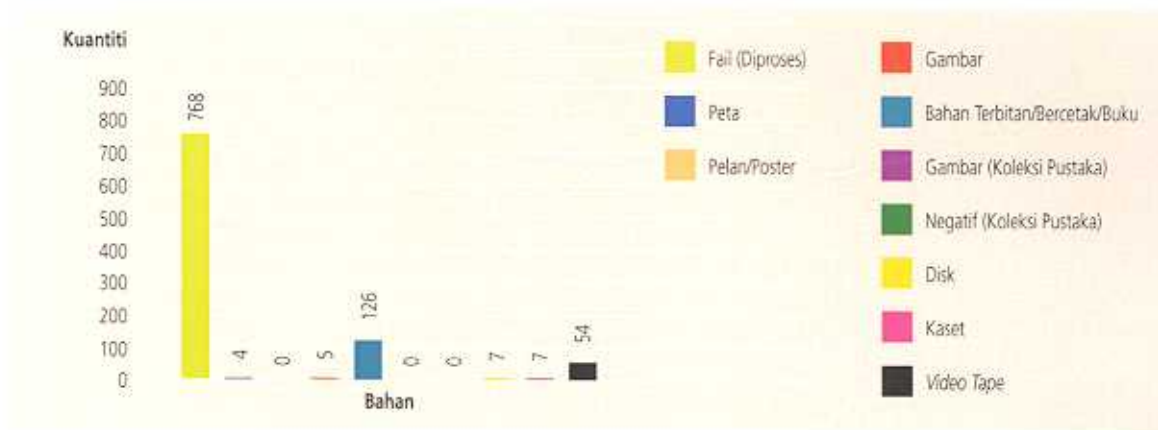 Kuantiti
900
800
700
600
500
400
300
200
100
0
768
4
0
5
126
0
0
7
7
54
Bahan
Fail (Diproses)
Peta
Pelan/Poster
Gambar
Bahan Terbitan/Bercetak/Buku
Gambar (Koleksi Pustaka)
Negatif (Koleksi Pustaka)
Disk
Kaset
Video Tape